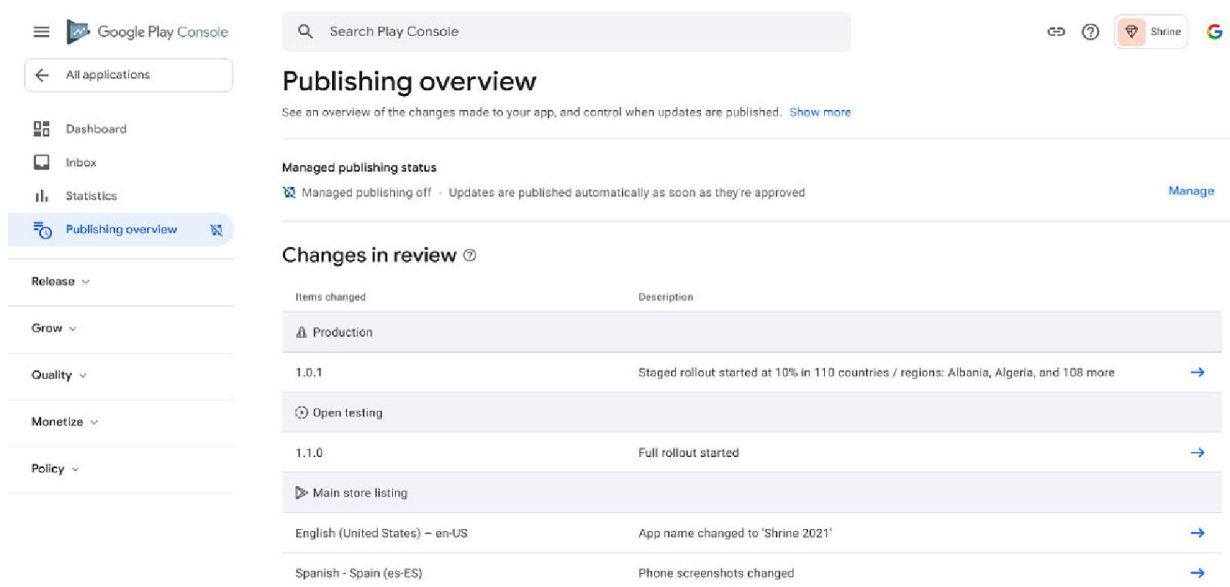 Google Play Console
Search Play Console
Shrine
All applications
Dashboard
Inbox
Statistics
Publishing overview
Release
Grow
Quality
Monetize
Policy
Publishing overview
See an overview of the changes made to your app, and control when updates are published. Show more
Managed publishing status
Managed publishing off - Updates are published automatically as soon as they're approved
Manage
Changes in review
Items changed Description
Production
1.0.1 Staged rollout started at 10% in 110 countries / regions: Albania, Algeria, and 108 more
Open testing
1.1.0 Full rollout started
Main store listing
English (United States) – en-US App name changed to 'Shrine 2021'
Spanish - Spain (es-ES) Phone screenshots changed